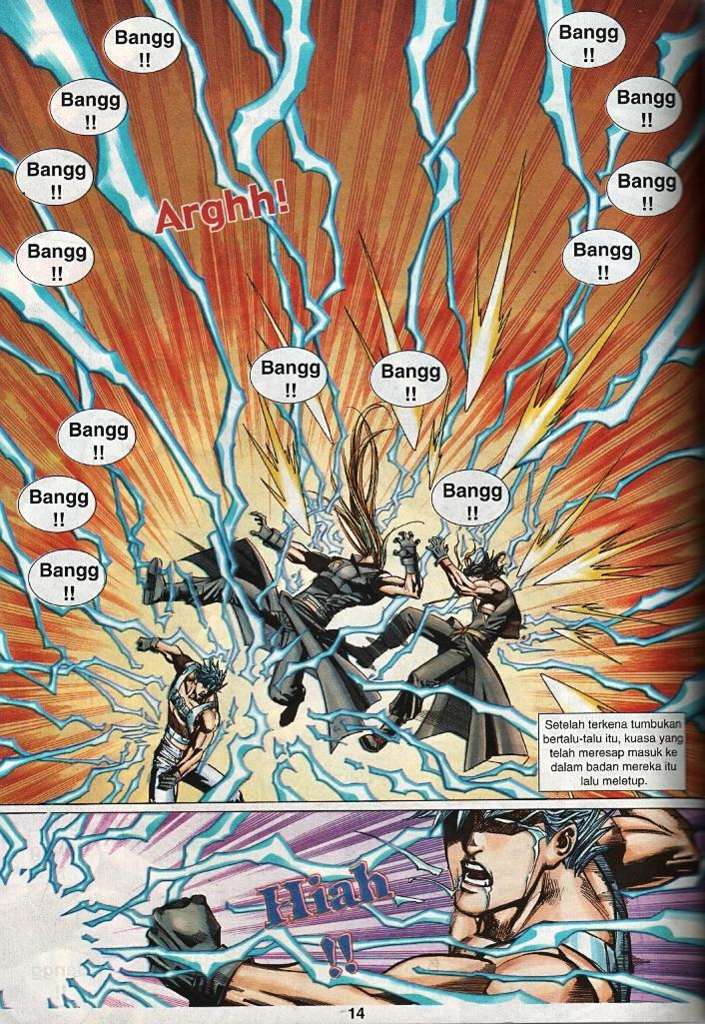 Bangg
!!
Bangg
!!
Bangg
!!
Bangg
!!
Bangg
!!
Bangg
!!
Bangg
!!
Bangg
!!
Arghh!
Bangg
!!
Bangg
!!
Bangg
!!
Bangg
!!
Bangg
!!
Bangg
!!
Setelah terkena tumbukan
bertalu-talu itu, kuasa yang
telah meresap masuk ke
dalam badan mereka itu
lalu meletup.
Hiah
!!
14